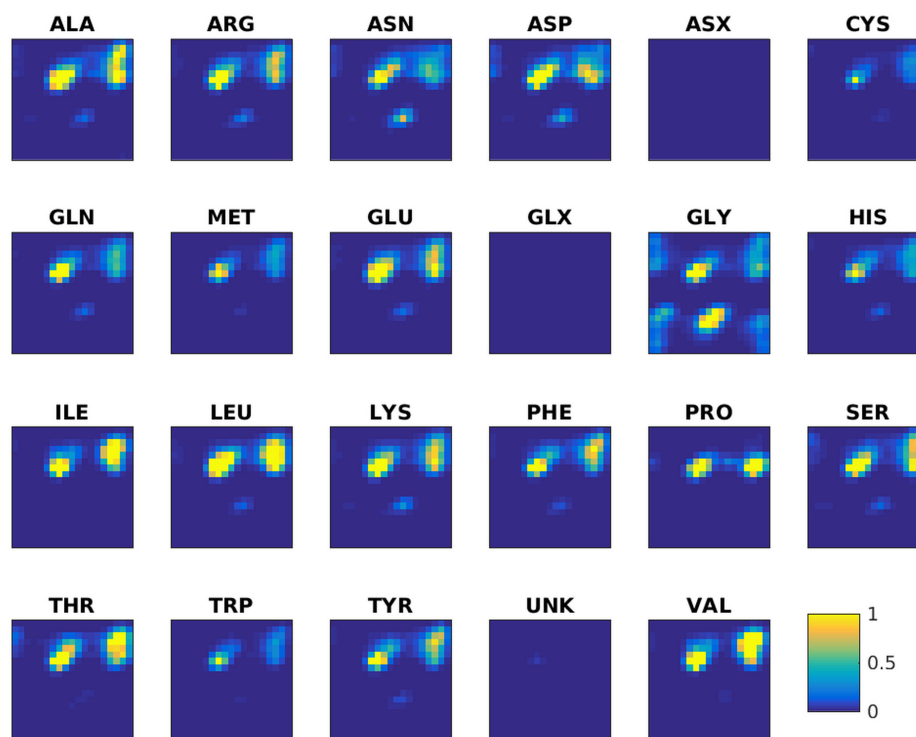 ALA ARG ASN ASP ASX CYS
GLN MET GLU GLX GLY HIS
ILE LEU LYS PHE PRO SER
THR TRP TYR UNK VAL
1
0.5
0